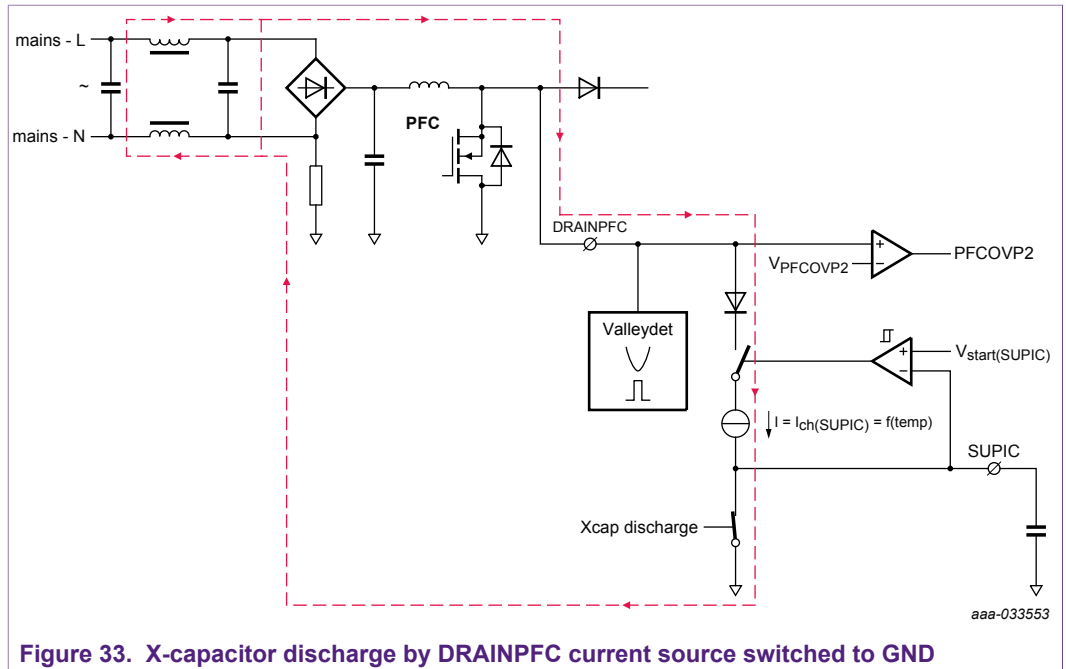 mains - L
~
mains - N
PFC
DRAINPFC
VPFCOVP2
+
−
PFCOVP2
Valleydet
+
−
Vstart(SUPIC)
I = Ich(SUPIC) = f(temp)
SUPIC
Xcap discharge
aaa-033553
Figure 33. X-capacitor discharge by DRAINPFC current source switched to GND